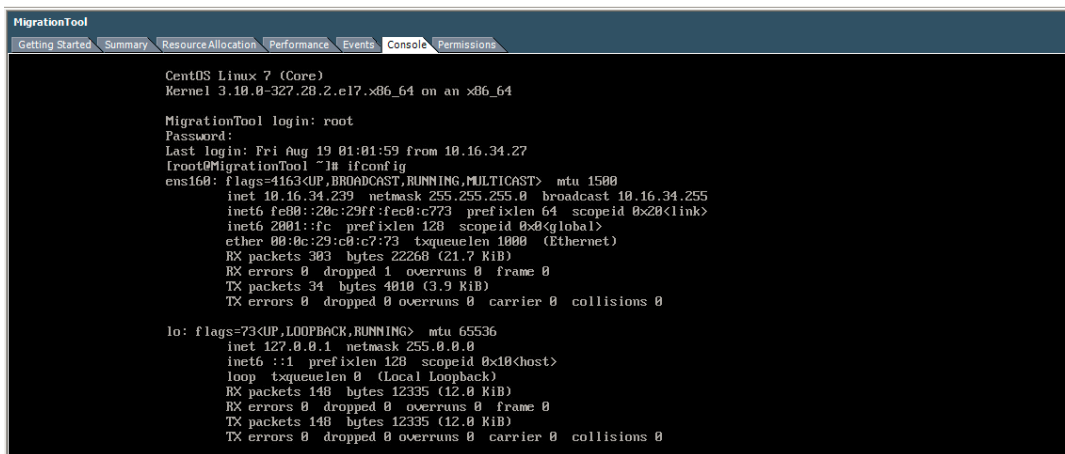 MigrationTool
Getting Started Summary Resource Allocation Performance Events Console Permissions
CentOS Linux 7 (Core)
Kernel 3.10.0-327.28.2.el7.x86_64 on an x86_64
MigrationTool login: root
Password:
Last login: Fri Aug 19 01:01:59 from 10.16.34.27
[root@MigrationTool ~]# ifconfig
ens160: flags=4163<UP,BROADCAST,RUNNING,MULTICAST>  mtu 1500
inet 10.16.34.239  netmask 255.255.255.0  broadcast 10.16.34.255
inet6 fe80::20c:29ff:fec0:c773  prefixlen 64  scopeid 0x20<link>
inet6 2001::fc  prefixlen 128  scopeid 0x0<global>
ether 00:0c:29:c0:c7:73  txqueuelen 1000  (Ethernet)
RX packets 303  bytes 22268 (21.7 KiB)
RX errors 0  dropped 1  overruns 0  frame 0
TX packets 34  bytes 4010 (3.9 KiB)
TX errors 0  dropped 0 overruns 0  carrier 0  collisions 0
lo: flags=73<UP,LOOPBACK,RUNNING>  mtu 65536
inet 127.0.0.1  netmask 255.0.0.0
inet6 ::1  prefixlen 128  scopeid 0x10<host>
loop  txqueuelen 0  (Local Loopback)
RX packets 148  bytes 12335 (12.0 KiB)
RX errors 0  dropped 0  overruns 0  frame 0
TX packets 148  bytes 12335 (12.0 KiB)
TX errors 0  dropped 0 overruns 0  carrier 0  collisions 0